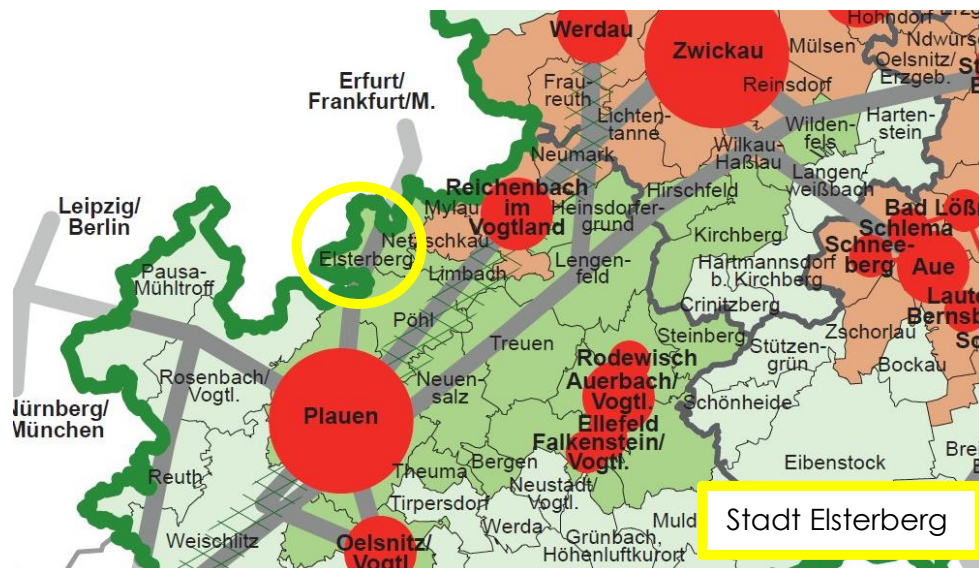 Hohndorf
Werdau
Zwickau
Mülsen
Oelsnitz/
Erzgeb.
Erfurt/
Frankfurt/M.
Frau-
reuth
Reinsdorf
Lichten-
tanne
Wilden-
fels
Harten-
stein
Neumark
Wilkau-
Haßlau
Langen-
weißbach
Reichenbach
im
Vogtland
Hirschfeld
Leipzig/
Berlin
Mylau
Heinsdorfer-
grund
Bad Löß
Schlema
Netzschkau
Elsterberg
Kirchberg
Schnee-
berg
Aue
Pausa-
Mühltroff
Limbach
Lengen-
feld
Hartmannsdorf
b. Kirchberg
Crinitzberg
Pöhl
Treuen
Steinberg
Zschorlau
Stützen-
grün
Bockau
Rosenbach/
Vogtl.
Neuen-
salz
Rodewisch
Auerbach/
Vogtl.
Ellefeld
Falkenstein/
Vogtl.
Schönheide
Nürnberg/
München
Plauen
Reuth
Theuma
Bergen
Eibenstock
Tirpersdorf
Neustadt/
Vogtl.
Weischlitz
Oelsnitz/
Vogtl
Werda
Grünbach,
Höhenluftkurort
Muld
Stadt Elsterberg